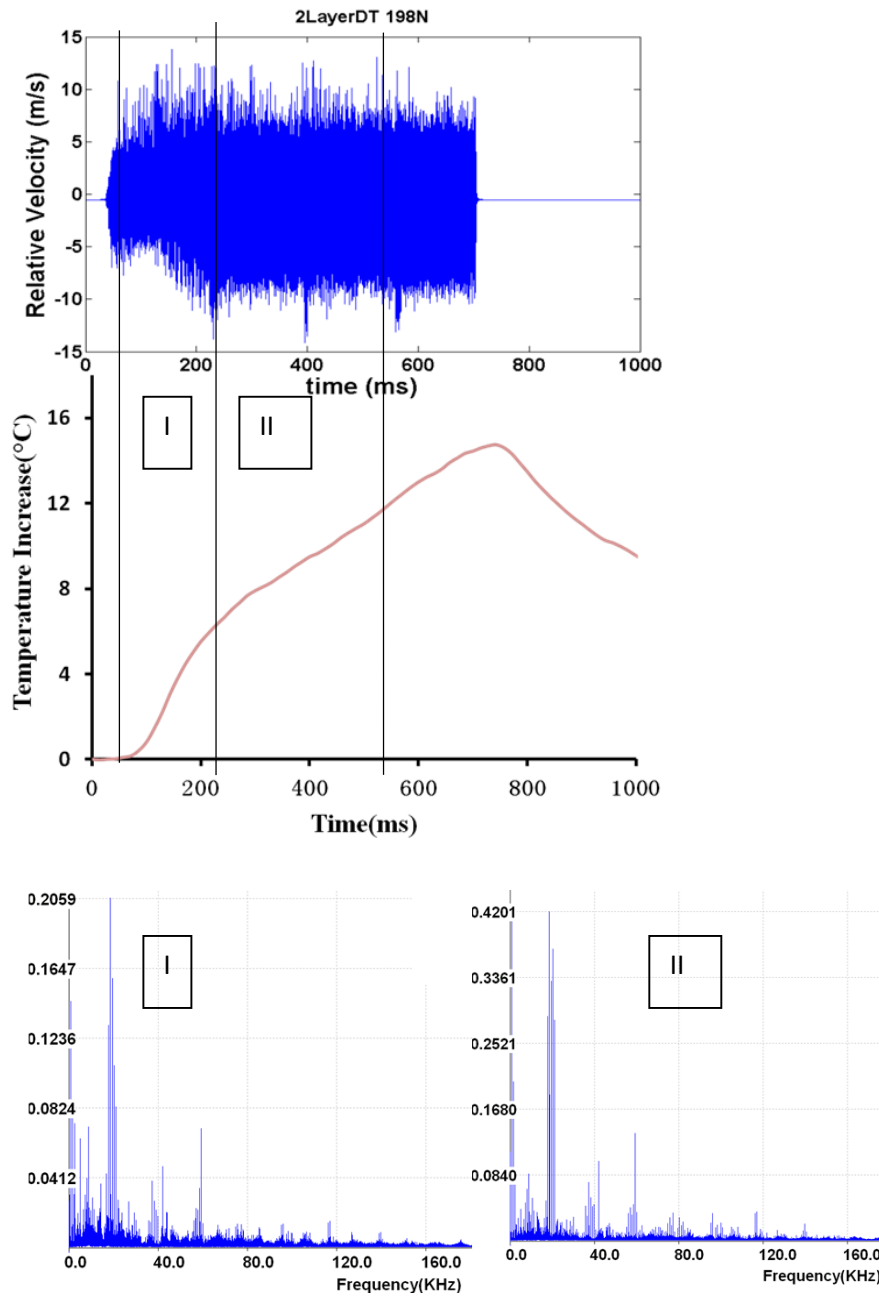 2LayerDT 198N
15
10
5
0
-5
-10
-15
Relative Velocity (m/s)
0 200 400 600 800 1000
time (ms)
I II
16
12
8
4
0
Temperature Increase(°C)
0 200 400 600 800 1000
Time(ms)
0.2059
0.1647
0.1236
0.0824
0.0412
I
0.0 40.0 80.0 120.0 160.0
Frequency(KHz)
0.4201
0.3361
0.2521
0.1680
0.0840
II
0.0 40.0 80.0 120.0 160.0
Frequency(KHz)